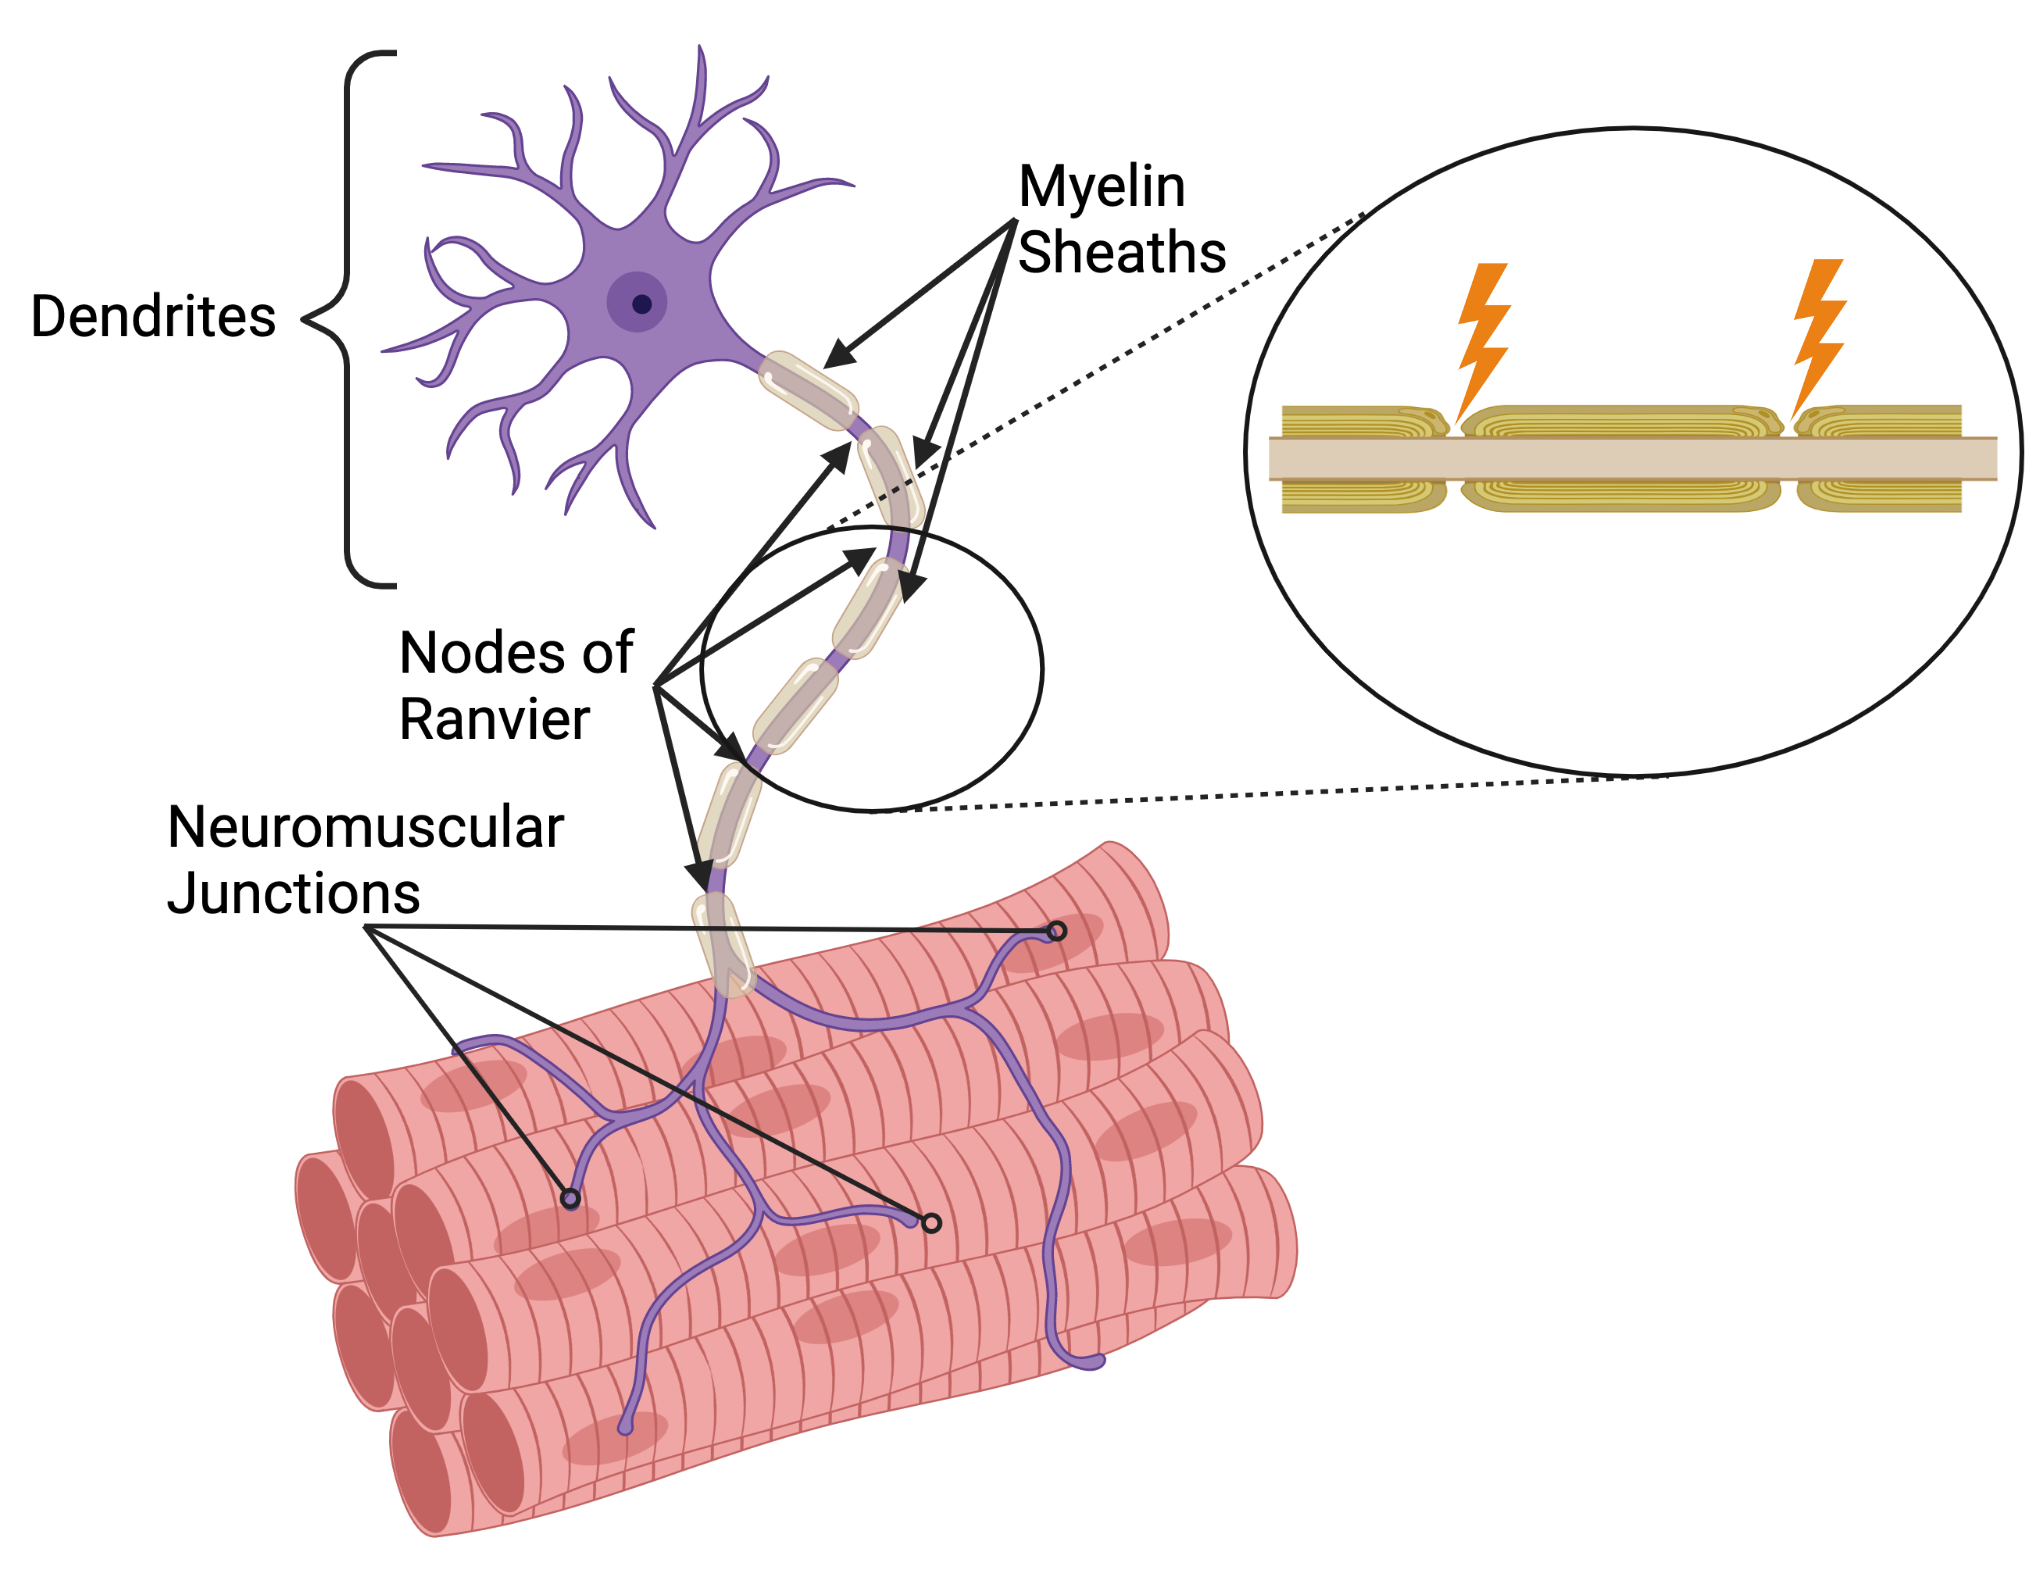 Myelin
Sheaths
Dendrites
Nodes of
Ranvier
Neuromuscular
Junctions